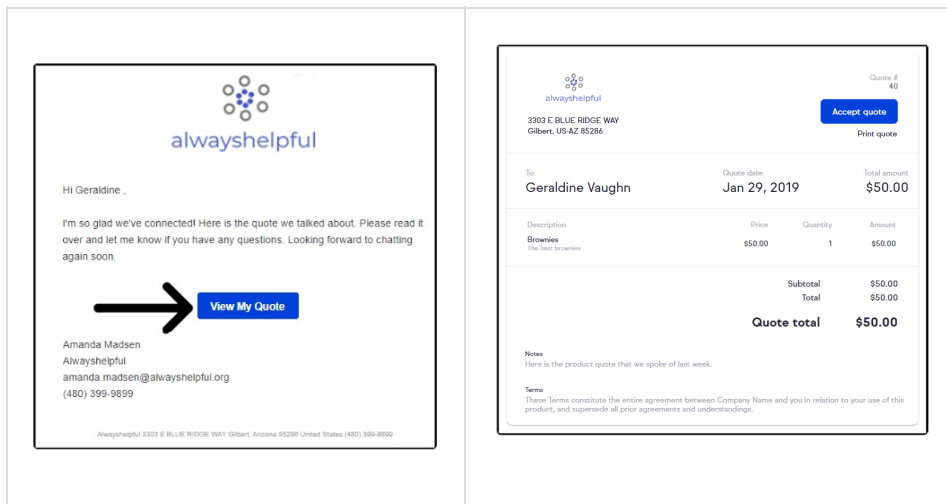 alwayshelpful
Hi Geraldine ,
I'm so glad we've connected! Here is the quote we talked about. Please read it
over and let me know if you have any questions. Looking forward to chatting
again soon.
View My Quote
Amanda Madsen
Alwayshelpful
amanda.madsen@alwayshelpful.org
(480) 399-9899
Alwayshelpful 3303 E BLUE RIDGE WAY Gilbert, Arizona 85286 United States (480) 399-9899
alwayshelpful
Quote #
40
Accept quote
Print quote
3303 E BLUE RIDGE WAY
Gilbert, US-AZ 85286
To Quote date Total amount
Geraldine Vaughn Jan 29, 2019 $50.00
Description Price Quantity Amount
Brownies $50.00 1 $50.00
The best brownies
Subtotal $50.00
Total $50.00
Quote total $50.00
Notes
Here is the product quote that we spoke of last week.
Terms
These Terms constitute the entire agreement between Company Name and you in relation to your use of this
product, and supersede all prior agreements and understandings.